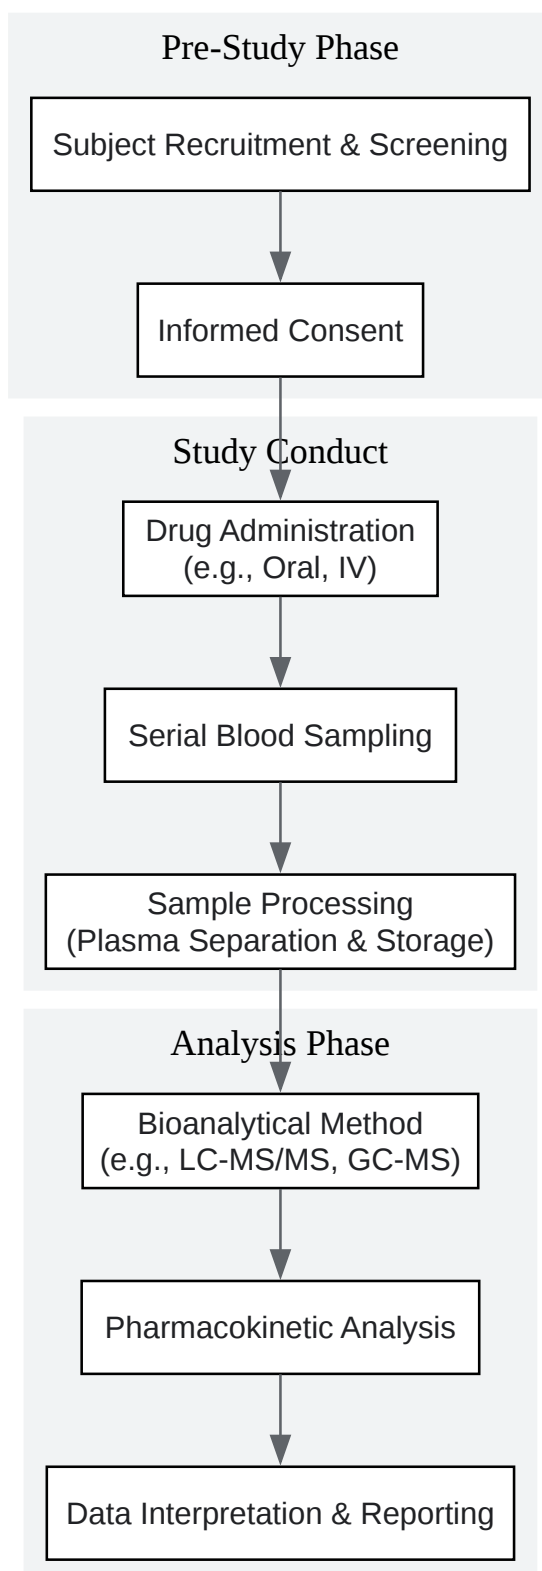 Pre-Study Phase
Subject Recruitment & Screening
Informed Consent
Study Conduct
Drug Administration
(e.g., Oral, IV)
Serial Blood Sampling
Sample Processing
(Plasma Separation & Storage)
Analysis Phase
Bioanalytical Method
(e.g., LC-MS/MS, GC-MS)
Pharmacokinetic Analysis
Data Interpretation & Reporting